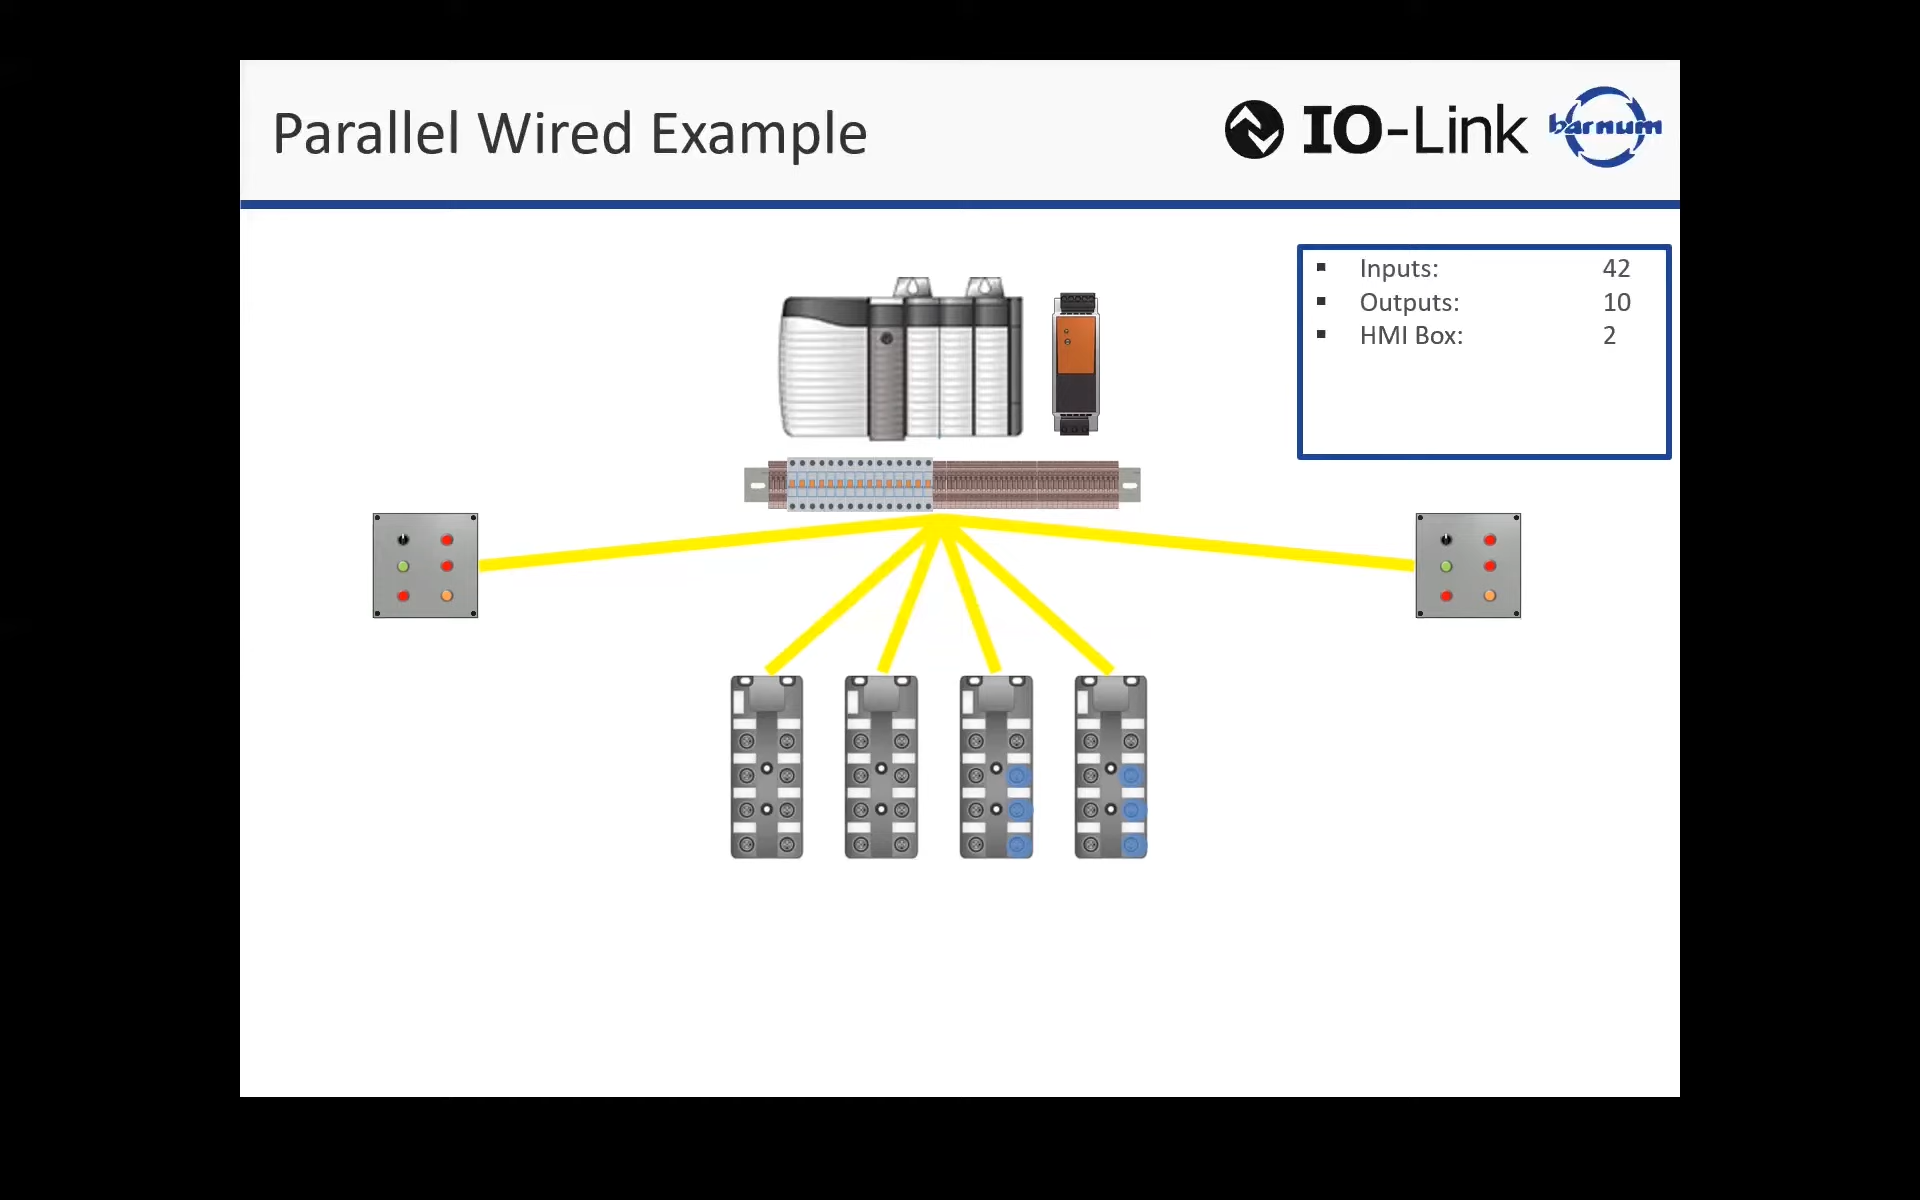 Parallel Wired Example
IO-Link
barnum
Inputs: 42
Outputs: 10
HMI Box: 2